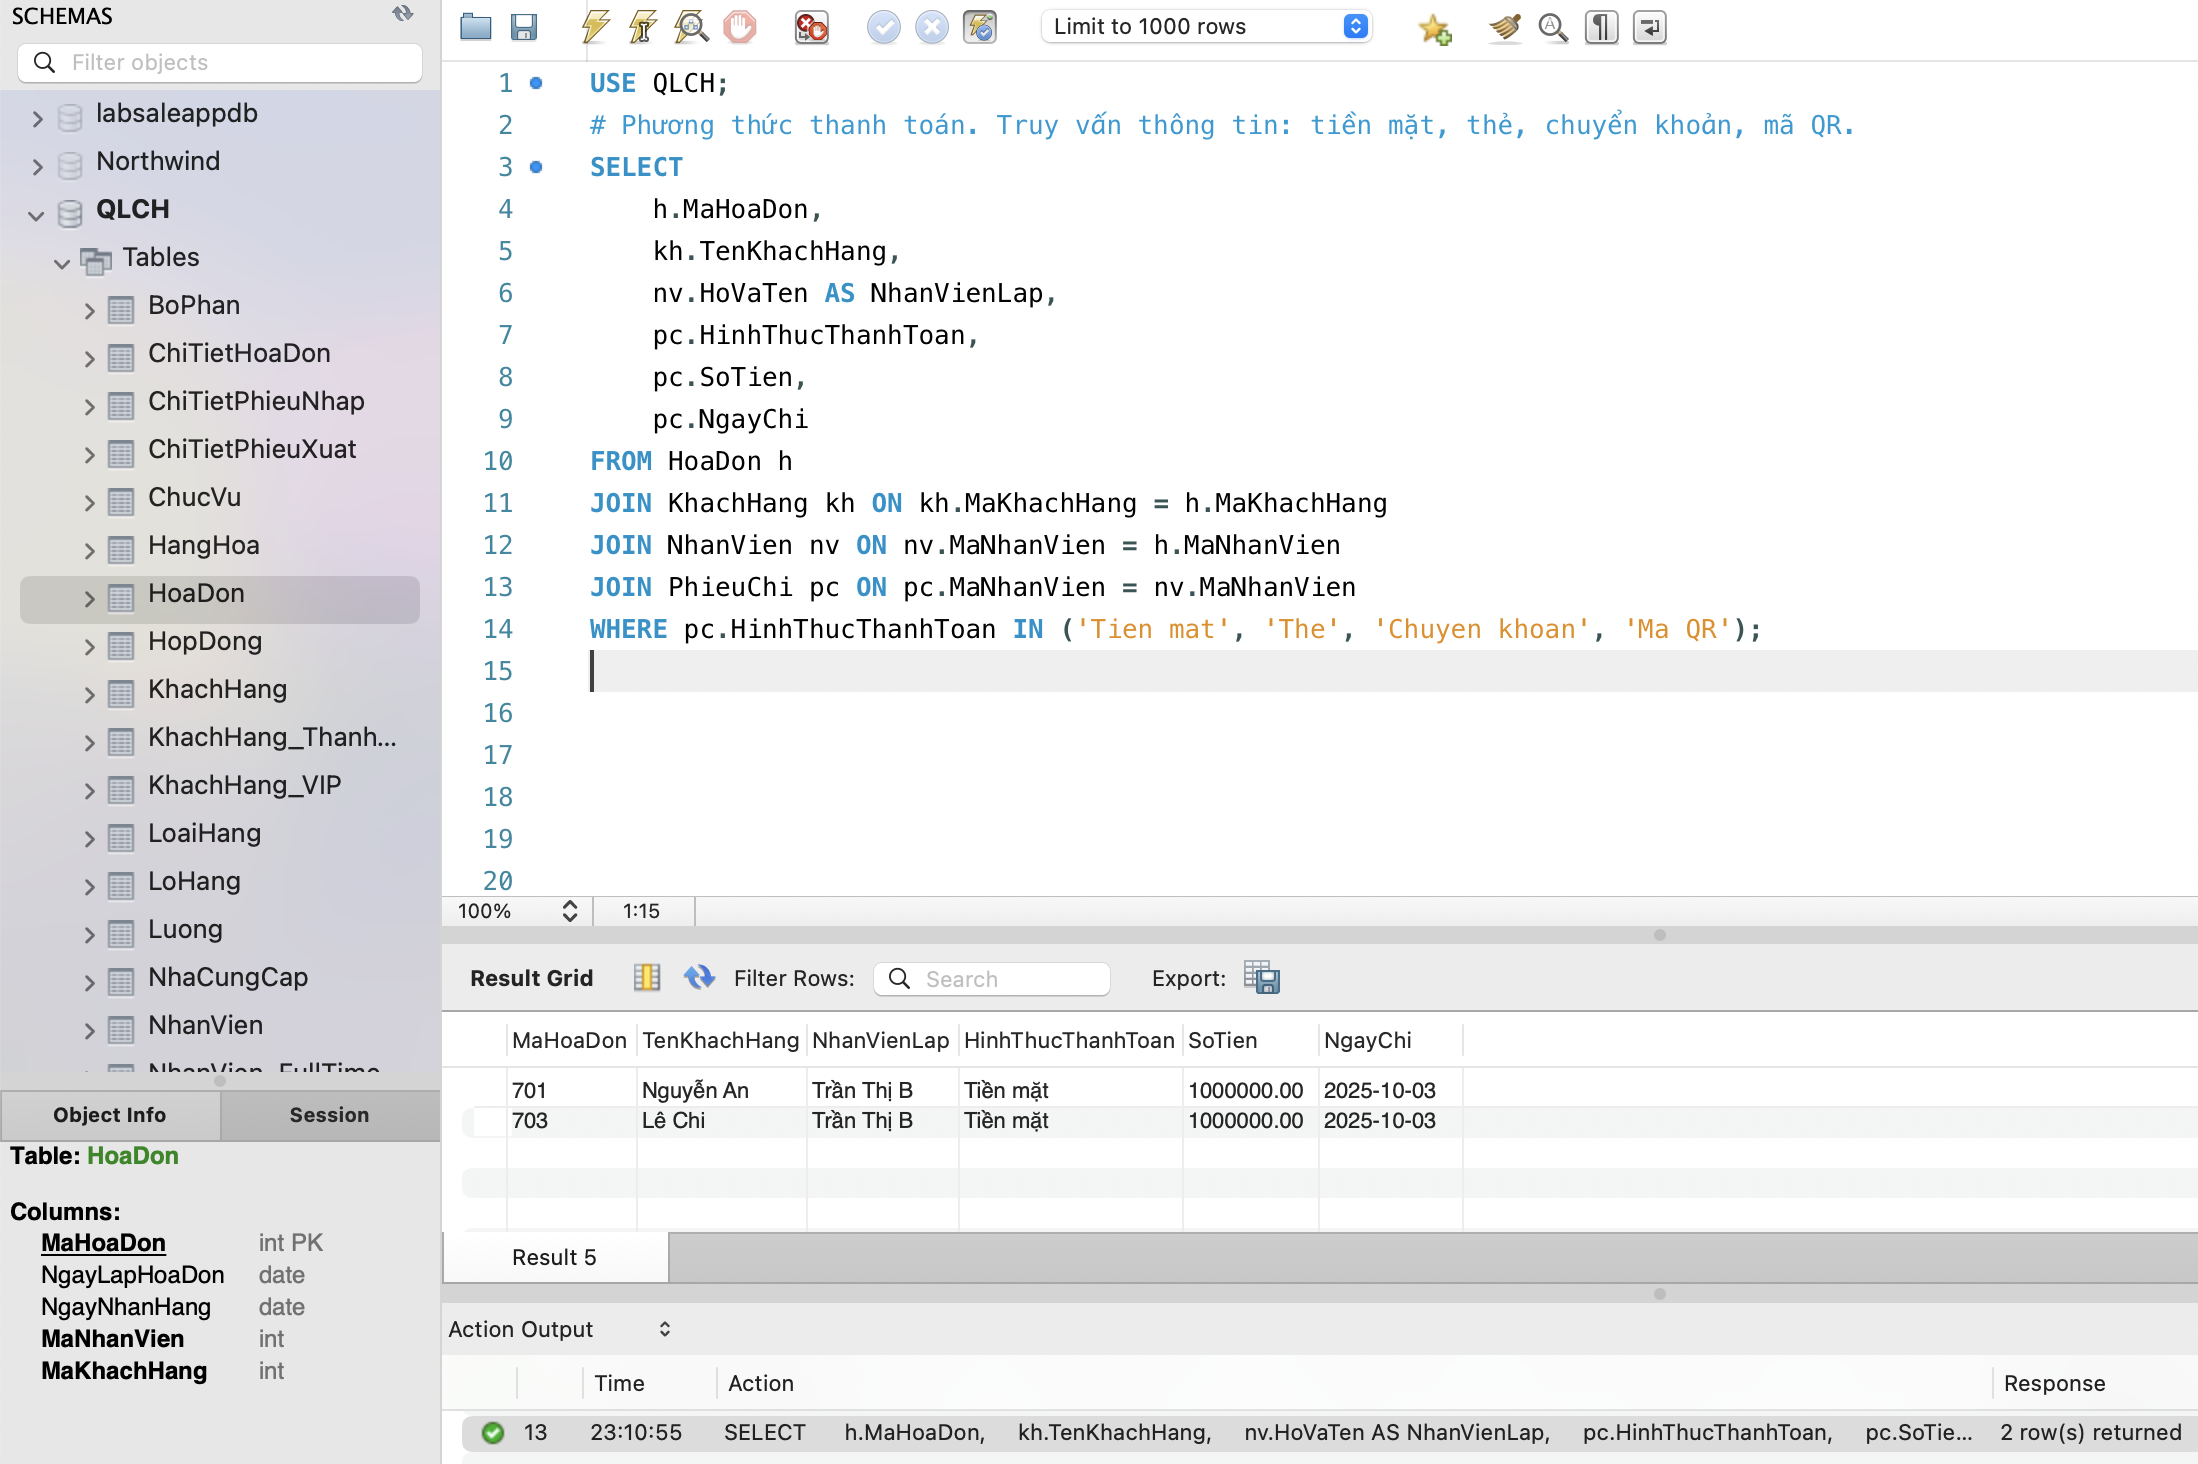 SCHEMAS
Filter objects
labsaleappdb
Northwind
QLCH
Tables
BoPhan
ChiTietHoaDon
ChiTietPhieuNhap
ChiTietPhieuXuat
ChucVu
HangHoa
HoaDon
HopDong
KhachHang
KhachHang_Thanh...
KhachHang_VIP
LoaiHang
LoHang
Luong
NhaCungCap
NhanVien
NhanVien_FullTime
Object Info Session
Table: HoaDon
Columns:
MaHoaDon int PK
NgayLapHoaDon date
NgayNhanHang date
MaNhanVien int
MaKhachHang int
Limit to 1000 rows
1 USE QLCH;
2 # Phương thức thanh toán. Truy vấn thông tin: tiền mặt, thẻ, chuyển khoản, mã QR.
3 SELECT
4 h.MaHoaDon,
5 kh.TenKhachHang,
6 nv.HoVaTen AS NhanVienLap,
7 pc.HinhThucThanhToan,
8 pc.SoTien,
9 pc.NgayChi
10 FROM HoaDon h
11 JOIN KhachHang kh ON kh.MaKhachHang = h.MaKhachHang
12 JOIN NhanVien nv ON nv.MaNhanVien = h.MaNhanVien
13 JOIN PhieuChi pc ON pc.MaNhanVien = nv.MaNhanVien
14 WHERE pc.HinhThucThanhToan IN ('Tien mat', 'The', 'Chuyen khoan', 'Ma QR');
15
16
17
18
19
20
100% 1:15
Result Grid Filter Rows: Search Export:
MaHoaDon TenKhachHang NhanVienLap HinhThucThanhToan SoTien NgayChi
701 Nguyễn An Trần Thị B Tiền mặt 1000000.00 2025-10-03
703 Lê Chi Trần Thị B Tiền mặt 1000000.00 2025-10-03
Result 5
Action Output
Time Action Response
13 23:10:55 SELECT h.MaHoaDon, kh.TenKhachHang, nv.HoVaTen AS NhanVienLap, pc.HinhThucThanhToan, pc.SoTie... 2 row(s) returned